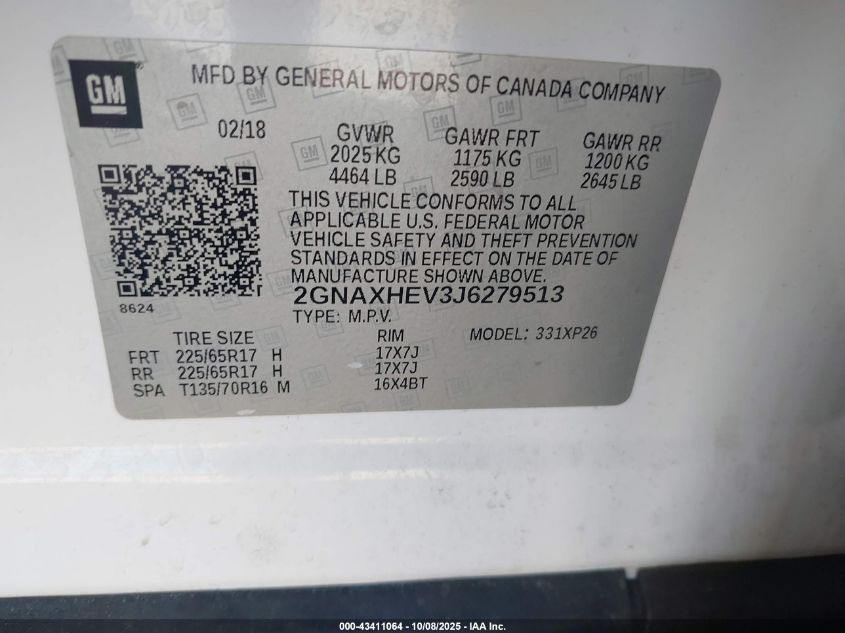 GM
MFD BY GENERAL MOTORS OF CANADA COMPANY
02/18
GVWR GAWR FRT GAWR RR
2025 KG 1175 KG 1200 KG
4464 LB 2590 LB 2645 LB
THIS VEHICLE CONFORMS TO ALL
APPLICABLE U.S. FEDERAL MOTOR
VEHICLE SAFETY AND THEFT PREVENTION
STANDARDS IN EFFECT ON THE DATE OF
MANUFACTURE SHOWN ABOVE.
8624
2GNAXHEV3J6279513
TYPE: M.P.V.
TIRE SIZE RIM MODEL: 331XP26
FRT 225/65R17 H 17X7J
RR 225/65R17 H 17X7J
SPA T135/70R16 M 16X4BT
000-43411064 - 10/08/2025 - IAA Inc.